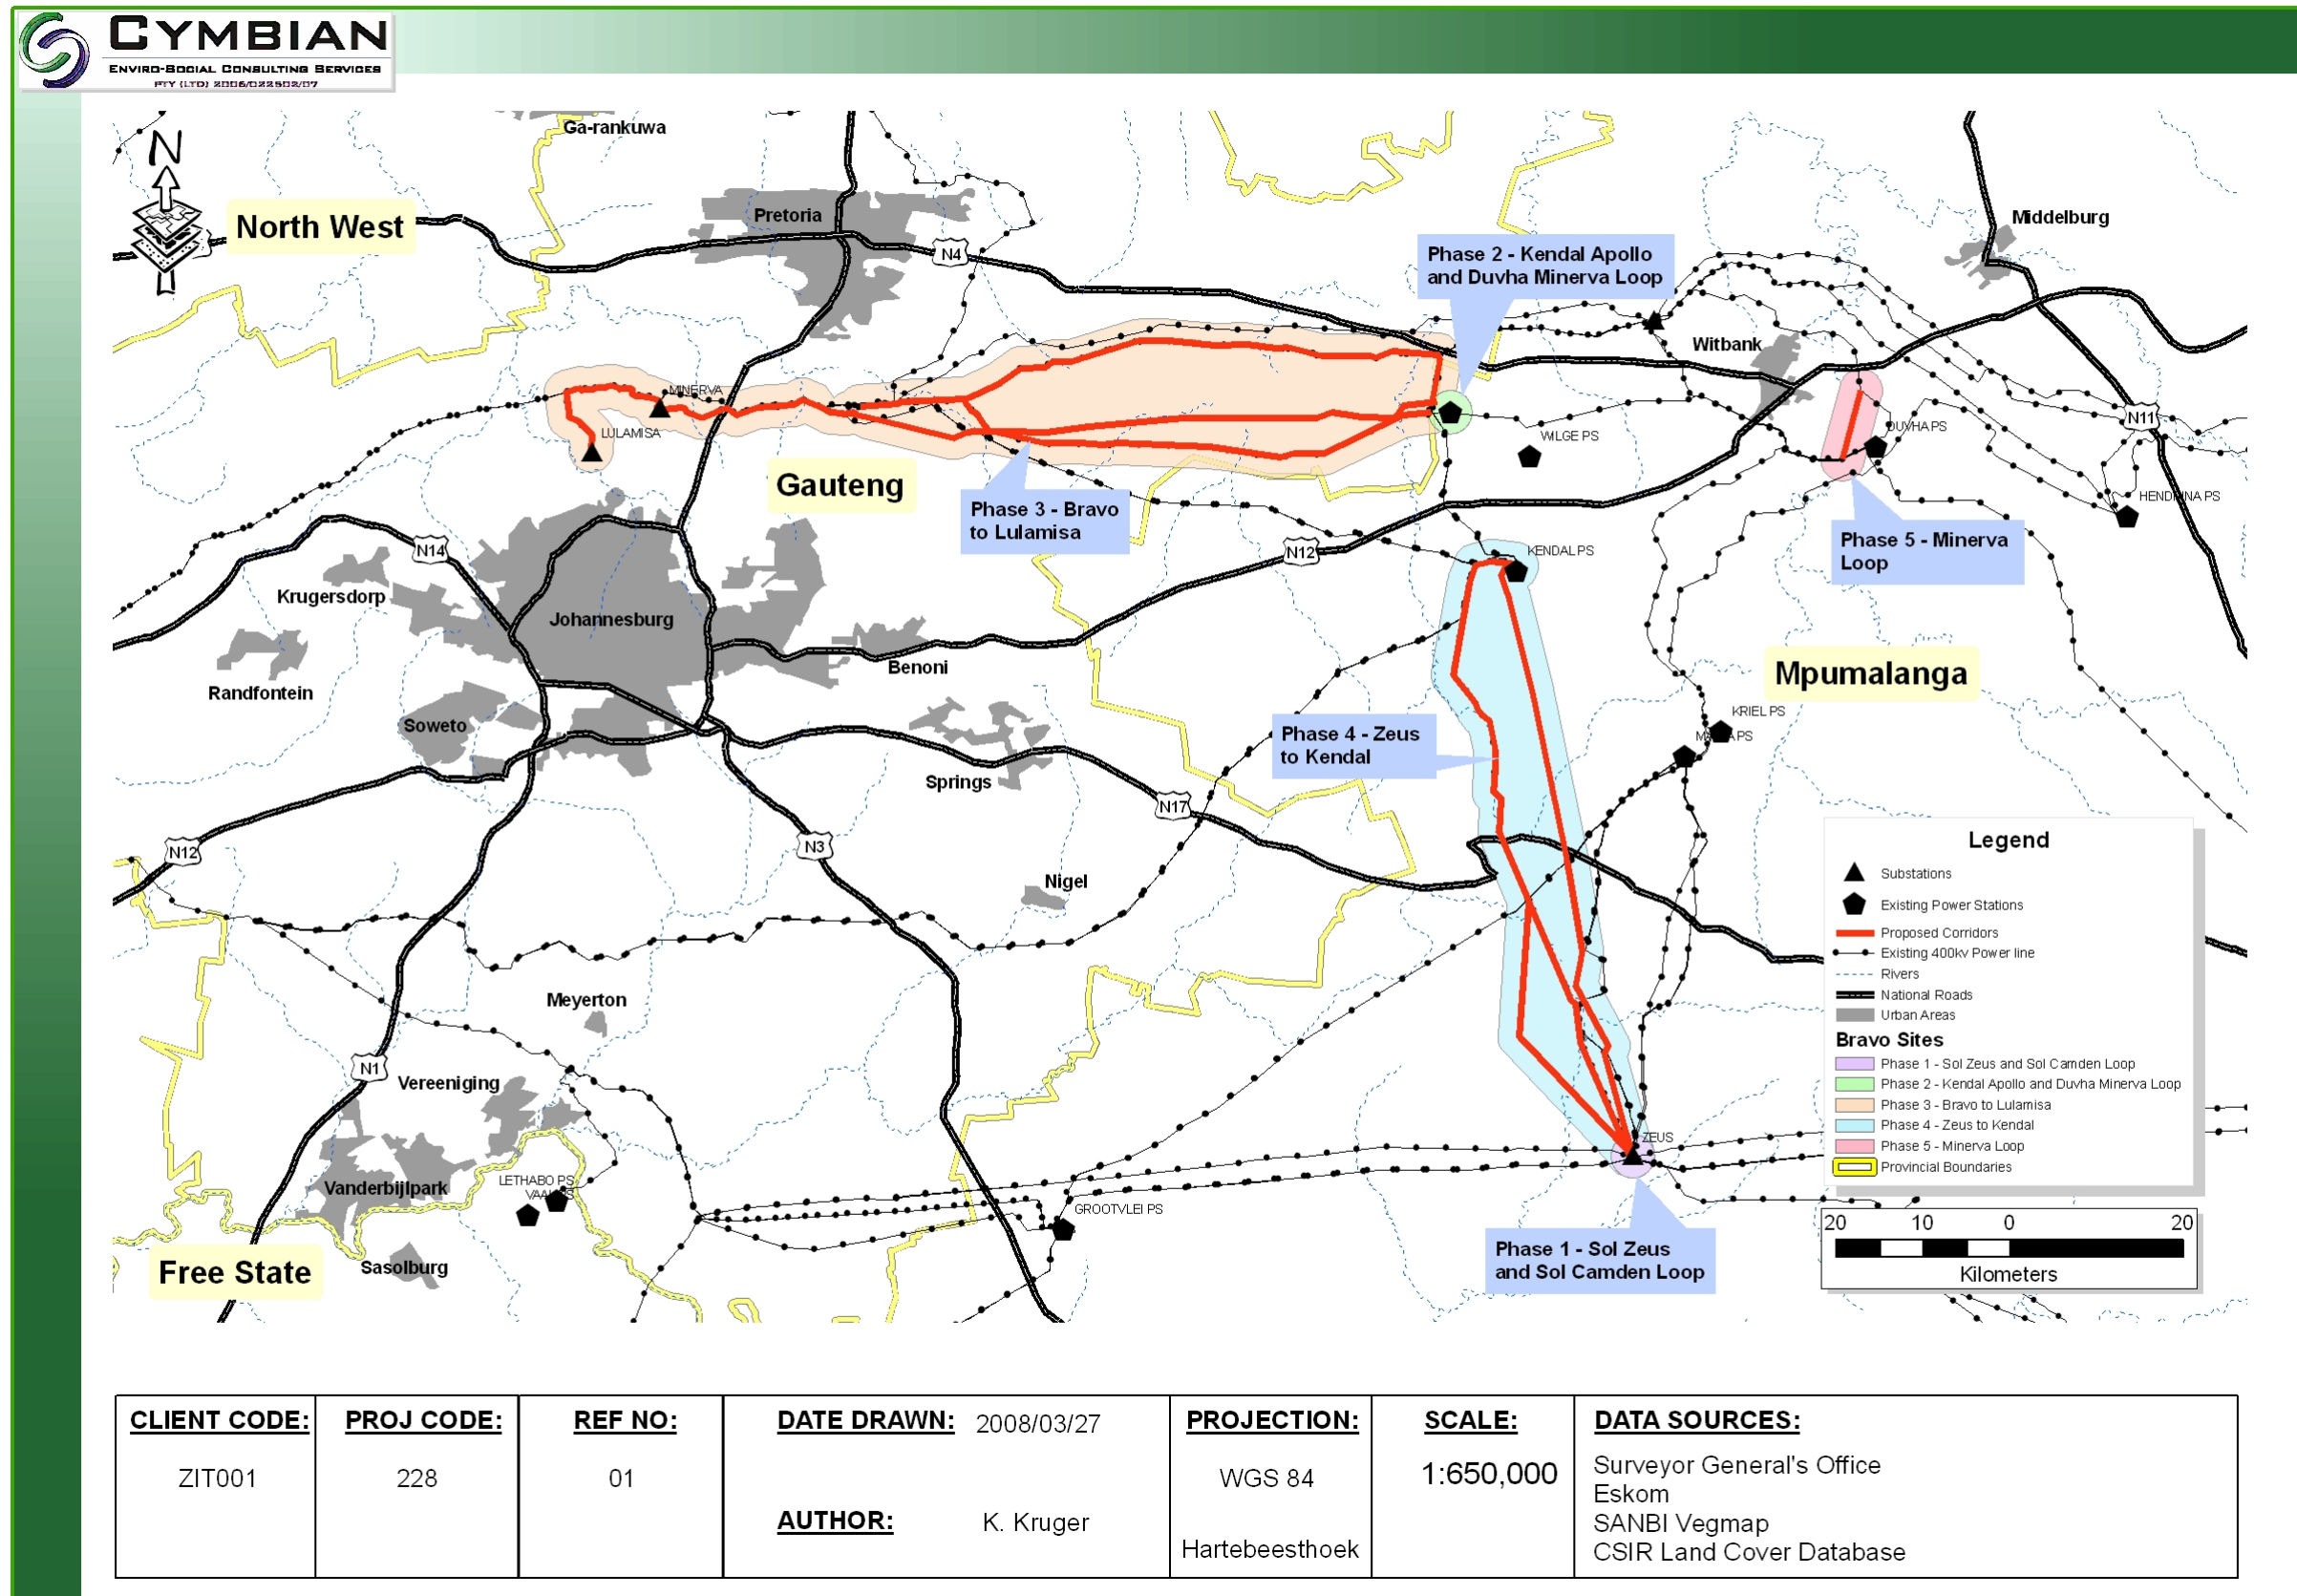 CYMBIAN
ENVIRO-SOCIAL CONSULTING SERVICES
PTY (LTD) 2006/022502/07
Ga-rankuwa
N
North West
Pretoria
N4
Middelburg
Phase 2 - Kendal Apollo
and Duvha Minerva Loop
Witbank
MINERVA
LULAMISA
N11
DUVHA PS
WILGE PS
Gauteng
HENDRINA PS
Phase 3 - Bravo
to Lulamisa
Phase 5 - Minerva
Loop
N14
N12
KENDAL PS
Krugersdorp
Johannesburg
Benoni
Randfontein
Mpumalanga
Soweto
KRIEL PS
PS
Phase 4 - Zeus
to Kendal
Springs
N17
N12
N3
Nigel
Legend
Substations
Existing Power Stations
Proposed Corridors
Existing 400kv Power line
Rivers
National Roads
Urban Areas
Bravo Sites
Phase 1 - Sol Zeus and Sol Camden Loop
Phase 2 - Kendal Apollo and Duvha Minerva Loop
Phase 3 - Bravo to Lulamisa
Phase 4 - Zeus to Kendal
Phase 5 - Minerva Loop
Provincial Boundaries
Meyerton
N1
Vereeniging
ZEUS
Vanderbijlpark
LETHABO PS
GROOTVLEI PS
20 10 0 20
Kilometers
Phase 1 - Sol Zeus
and Sol Camden Loop
Free State
Sasolburg
CLIENT CODE:
ZIT001
PROJ CODE:
228
REF NO:
01
DATE DRAWN: 2008/03/27
AUTHOR: K. Kruger
PROJECTION:
WGS 84
Hartebeesthoek
SCALE:
1:650,000
DATA SOURCES:
Surveyor General's Office
Eskom
SANBI Vegmap
CSIR Land Cover Database